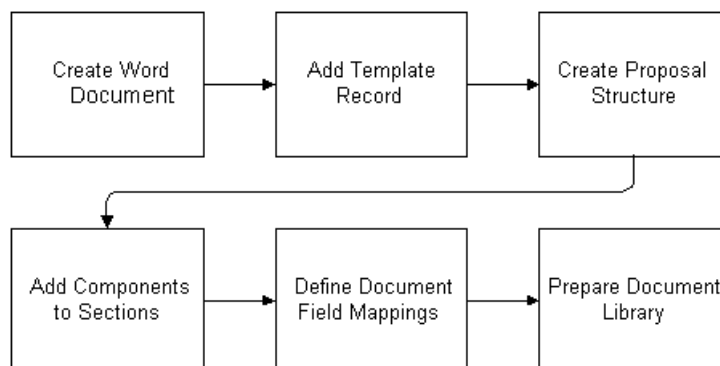 Create Word
Document
Add Template
Record
Create Proposal
Structure
Add Components
to Sections
Define Document
Field Mappings
Prepare Document
Library